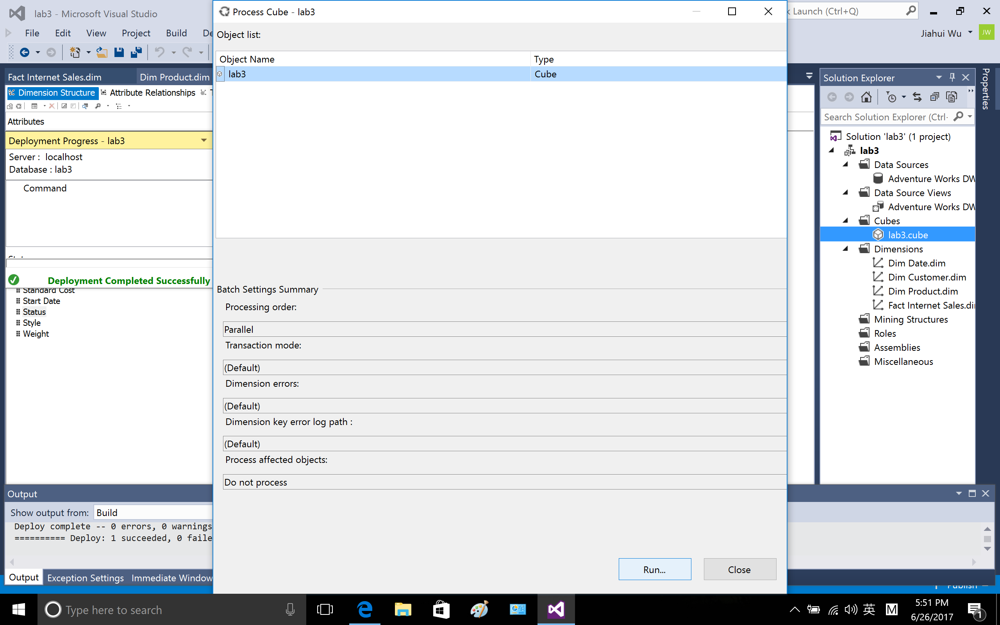 lab3 - Microsoft Visual Studio
Process Cube - lab3
Launch (Ctrl+Q)
File Edit View Project Build
Jiahui Wu
JW
Object list:
Object Name Type
lab3 Cube
Fact Internet Sales.dim Dim Product.dim
Dimension Structure Attribute Relationships
Attributes
Deployment Progress - lab3
Server : localhost
Database : lab3
Command
Deployment Completed Successfully
Standard Cost
Start Date
Status
Style
Weight
Batch Settings Summary
Processing order:
Parallel
Transaction mode:
(Default)
Dimension errors:
(Default)
Dimension key error log path :
(Default)
Process affected objects:
Do not process
Run...
Close
Solution Explorer
Properties
Search Solution Explorer (Ctrl
Solution 'lab3' (1 project)
lab3
Data Sources
Adventure Works DW
Data Source Views
Adventure Works DW
Cubes
lab3.cube
Dimensions
Dim Date.dim
Dim Customer.dim
Dim Product.dim
Fact Internet Sales.di
Mining Structures
Roles
Assemblies
Miscellaneous
Output
Show output from: Build
Deploy complete -- 0 errors, 0 warnings
========== Deploy: 1 succeeded, 0 faile
Output Exception Settings Immediate Window
Publish
Type here to search
英
M
5:51 PM
6/26/2017
1